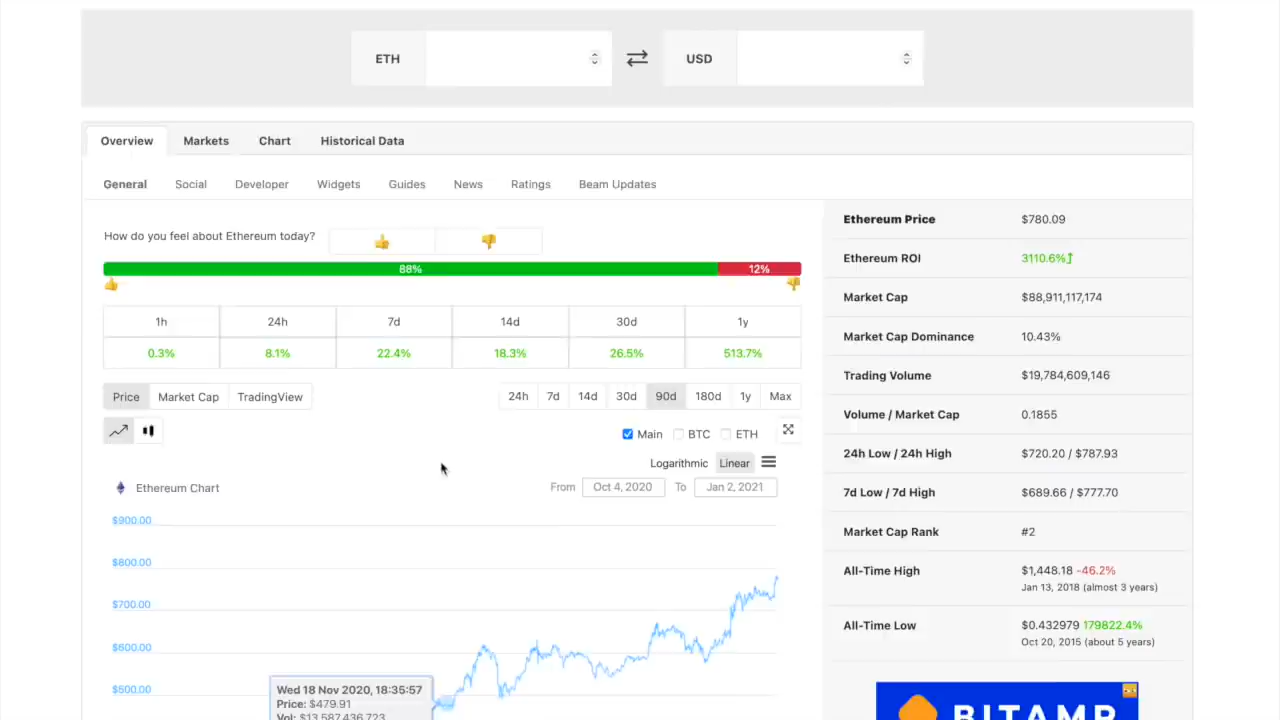 ETH
USD
Overview Markets Chart Historical Data
General Social Developer Widgets Guides News Ratings Beam Updates
How do you feel about Ethereum today?
88% 12%
1h 24h 7d 14d 30d 1y
0.3% 8.1% 22.4% 18.3% 26.5% 513.7%
Price Market Cap TradingView
24h 7d 14d 30d 90d 180d 1y Max
Main BTC ETH
Logarithmic Linear
Ethereum Chart
From Oct 4, 2020 To Jan 2, 2021
$900.00
$800.00
$700.00
$600.00
$500.00
Wed 18 Nov 2020, 18:35:57
Price: $479.91
Vol: $13,587,436,723
Ethereum Price $780.09
Ethereum ROI 3110.6%
Market Cap $88,911,117,174
Market Cap Dominance 10.43%
Trading Volume $19,784,609,146
Volume / Market Cap 0.1855
24h Low / 24h High $720.20 / $787.93
7d Low / 7d High $689.66 / $777.70
Market Cap Rank #2
All-Time High $1,448.18 -46.2%
Jan 13, 2018 (almost 3 years)
All-Time Low $0.432979 179822.4%
Oct 20, 2015 (about 5 years)
BITAMP